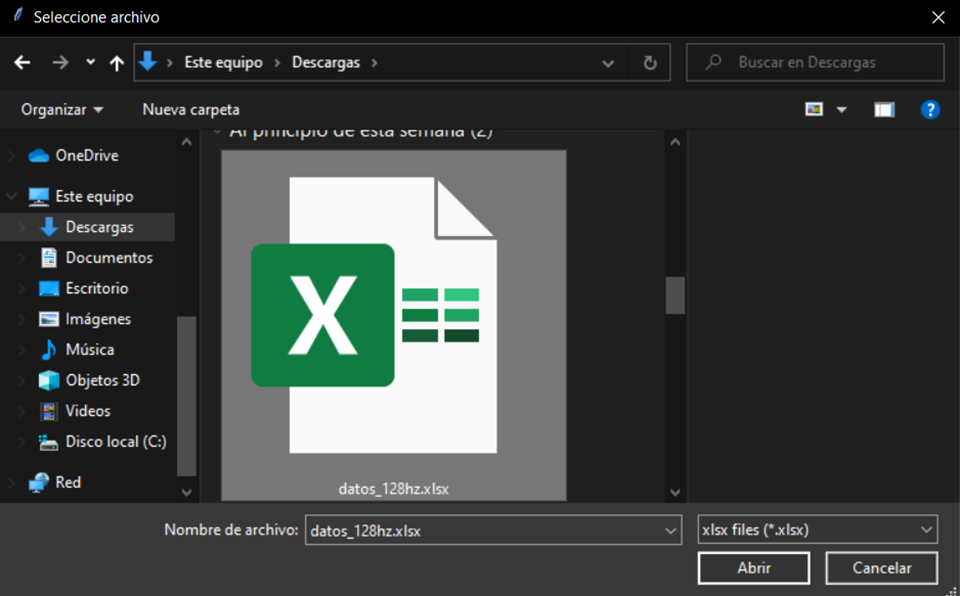 Seleccione archivo
Este equipo > Descargas >
Buscar en Descargas
Organizar
Nueva carpeta
Al principio de esta semana (2)
OneDrive
Este equipo
Descargas
Documentos
Escritorio
Imágenes
Música
Objetos 3D
Videos
Disco local (C:)
Red
X
datos_128hz.xlsx
Nombre de archivo: datos_128hz.xlsx
xlsx files (*.xlsx)
Abrir
Cancelar